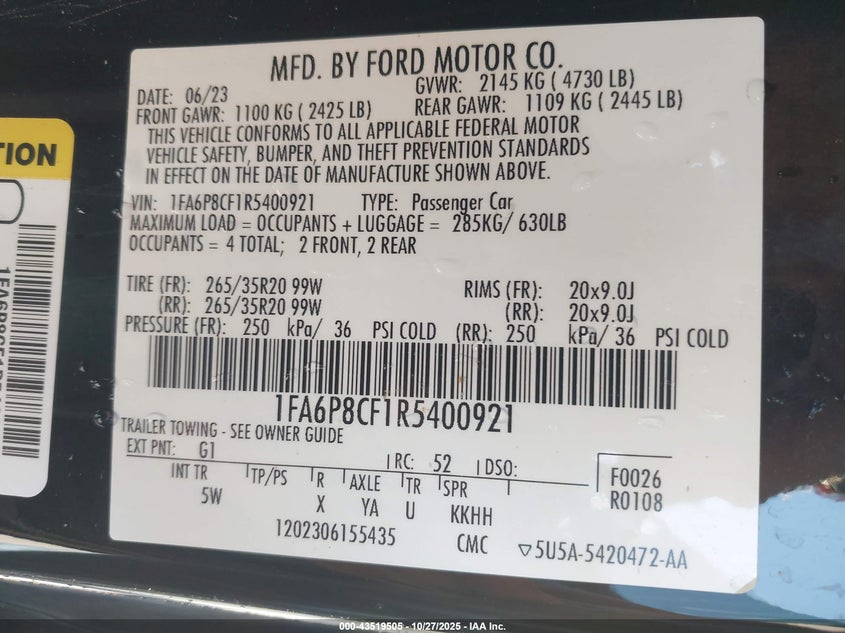 MFD. BY FORD MOTOR CO.
DATE: 06/23 GVWR: 2145 KG ( 4730 LB)
FRONT GAWR: 1100 KG ( 2425 LB) REAR GAWR: 1109 KG ( 2445 LB)
THIS VEHICLE CONFORMS TO ALL APPLICABLE FEDERAL MOTOR
VEHICLE SAFETY, BUMPER, AND THEFT PREVENTION STANDARDS
IN EFFECT ON THE DATE OF MANUFACTURE SHOWN ABOVE.
VIN: 1FA6P8CF1R5400921 TYPE: Passenger Car
MAXIMUM LOAD = OCCUPANTS + LUGGAGE = 285KG/ 630LB
OCCUPANTS = 4 TOTAL; 2 FRONT, 2 REAR
TIRE (FR): 265/35R20 99W RIMS (FR): 20x9.0J
(RR): 265/35R20 99W (RR): 20x9.0J
PRESSURE (FR): 250 kPa/ 36 PSI COLD (RR): 250 kPa/ 36 PSI COLD
1FA6P8CF1R5400921
TRAILER TOWING - SEE OWNER GUIDE
EXT PNT: G1 RC: 52 DSO:
INT TR TP/PS R AXLE TR SPR F0026
5W X YA U KKHH R0108
1202306155435 CMC ▽5U5A-5420472-AA
000-43519505 - 10/27/2025 - IAA Inc.